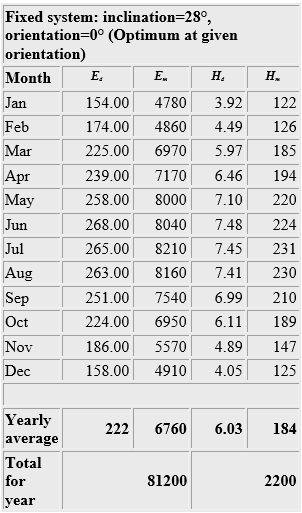 Fixed system: inclination=28°,
orientation=0° (Optimum at given
orientation)
Month Ed Em Hd Hm
Jan 154.00 4780 3.92 122
Feb 174.00 4860 4.49 126
Mar 225.00 6970 5.97 185
Apr 239.00 7170 6.46 194
May 258.00 8000 7.10 220
Jun 268.00 8040 7.48 224
Jul 265.00 8210 7.45 231
Aug 263.00 8160 7.41 230
Sep 251.00 7540 6.99 210
Oct 224.00 6950 6.11 189
Nov 186.00 5570 4.89 147
Dec 158.00 4910 4.05 125
Yearly
average 222 6760 6.03 184
Total
for 81200 2200
year